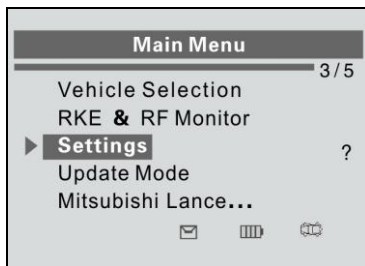 Main Menu
3/5
Vehicle Selection
RKE & RF Monitor
Settings
?
Update Mode
Mitsubishi Lance...